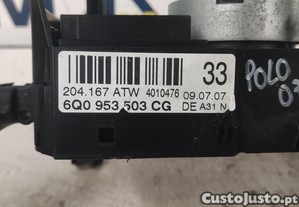 33
204.167 ATW 4010476 09.07.07
6Q0 953 503 CG DE A31 N
POLO
CustoJusto.pt